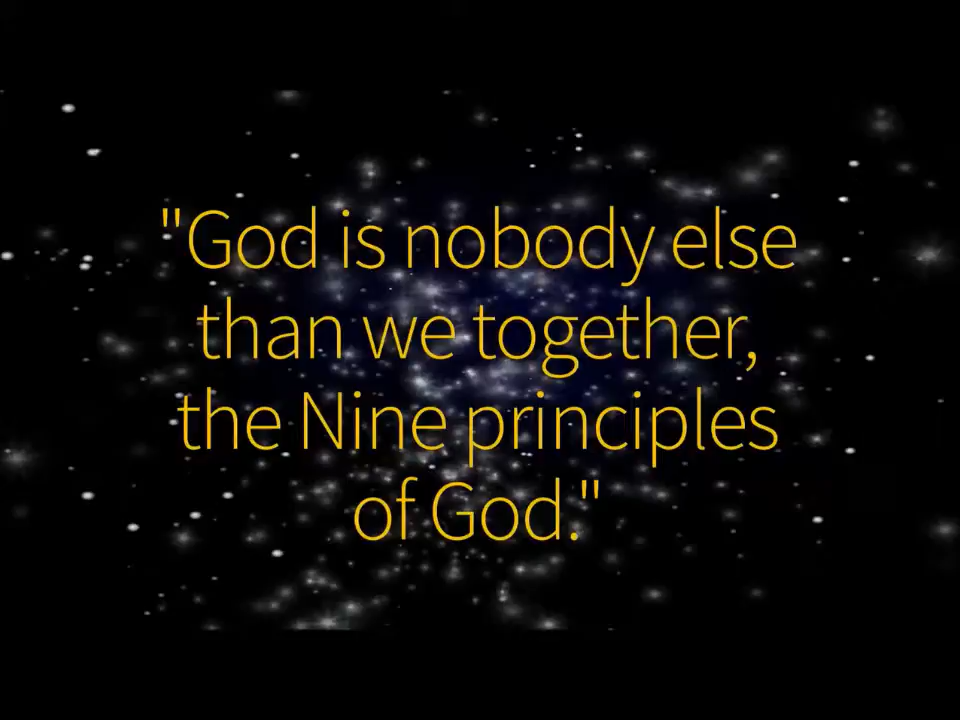 "God is nobody else
than we together,
the Nine principles
of God."